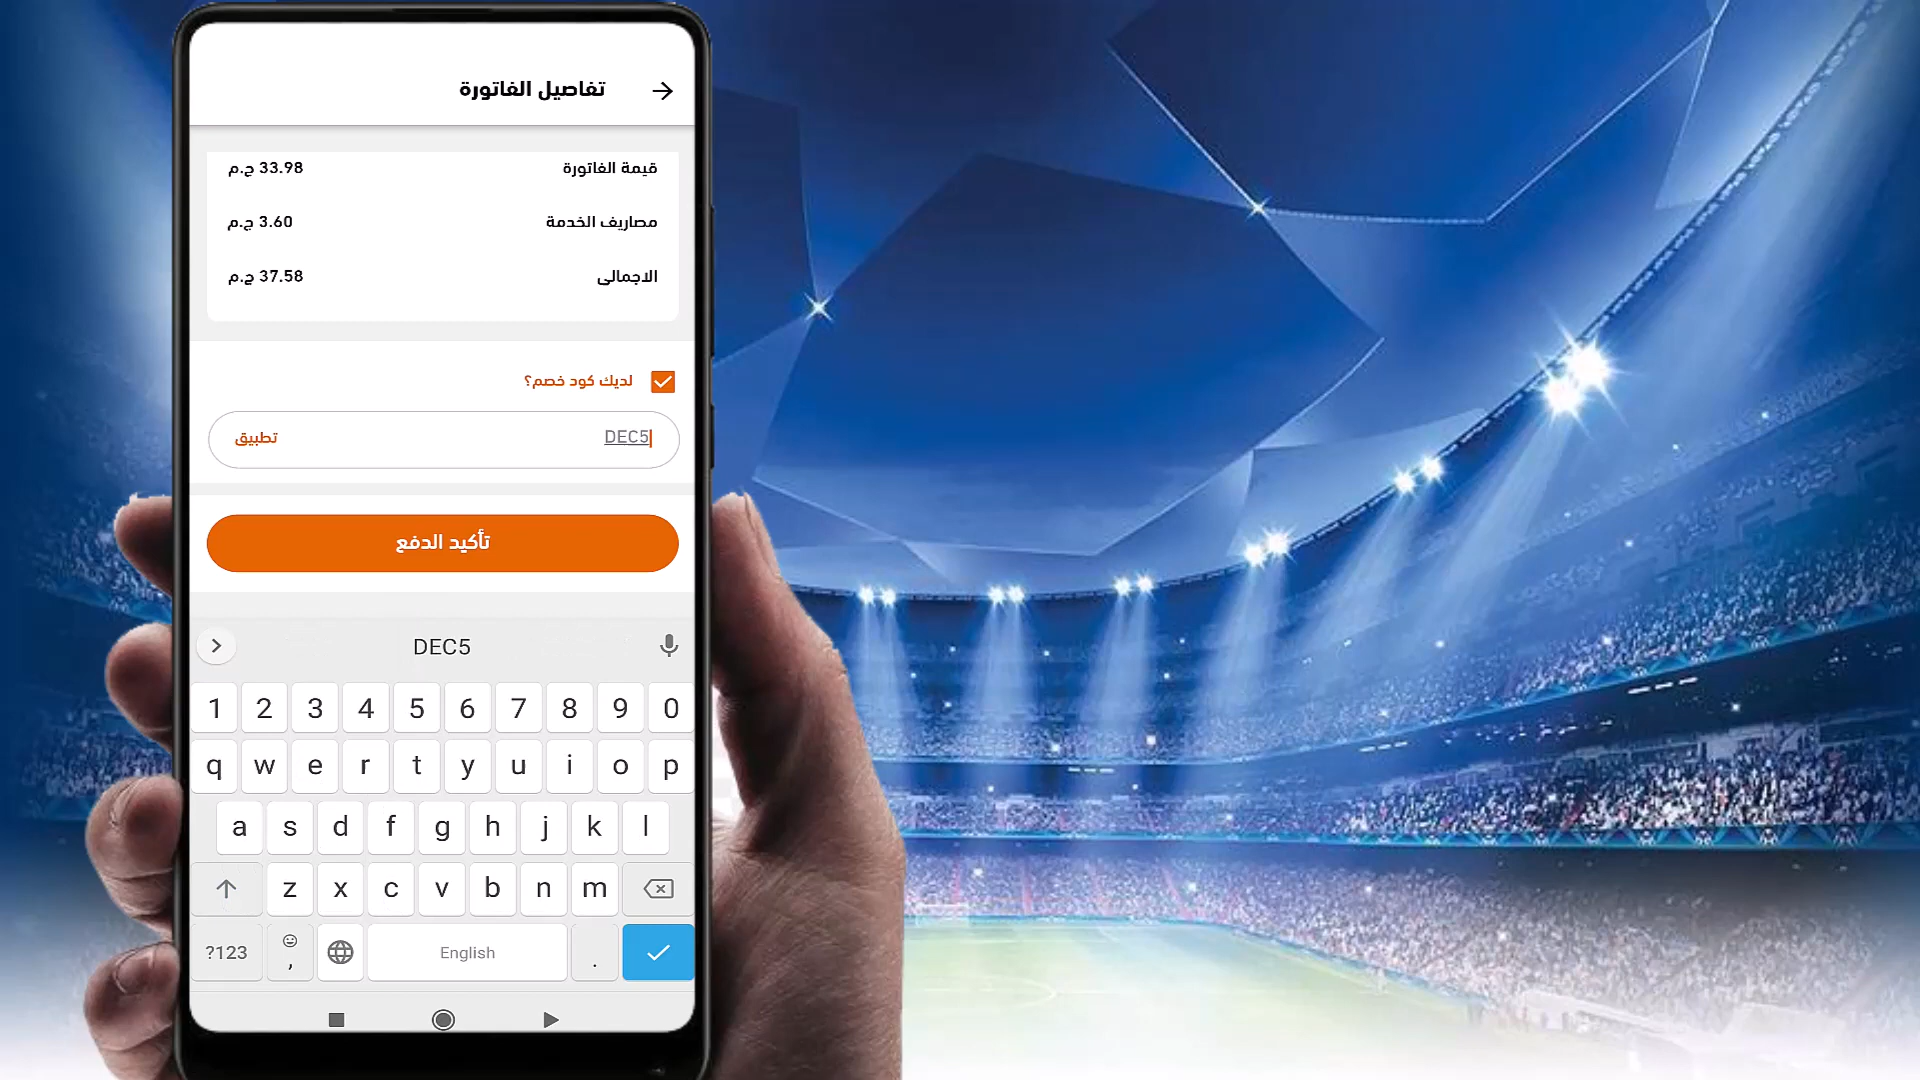 تفاصيل الفاتورة
قيمة الفاتورة 33.98 ج.م
مصاريف الخدمة 3.60 ج.م
الاجمالى 37.58 ج.م
لديك كود خصم؟
DEC5 تطبيق
تأكيد الدفع
DEC5
1 2 3 4 5 6 7 8 9 0
q w e r t y u i o p
a s d f g h j k l
z x c v b n m
?123 , English .